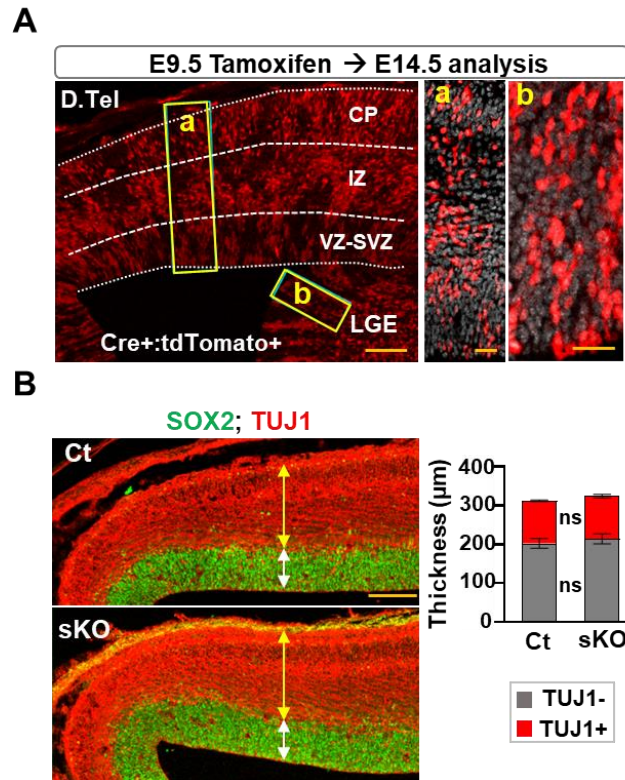 A
E9.5 Tamoxifen → E14.5 analysis
D.Tel
a
CP
IZ
VZ-SVZ
b
LGE
Cre+:tdTomato+
a
b
B
SOX2; TUJ1
Ct
sKO
Thickness (µm)
400
300
200
100
0
ns
ns
Ct
sKO
TUJ1-
TUJ1+